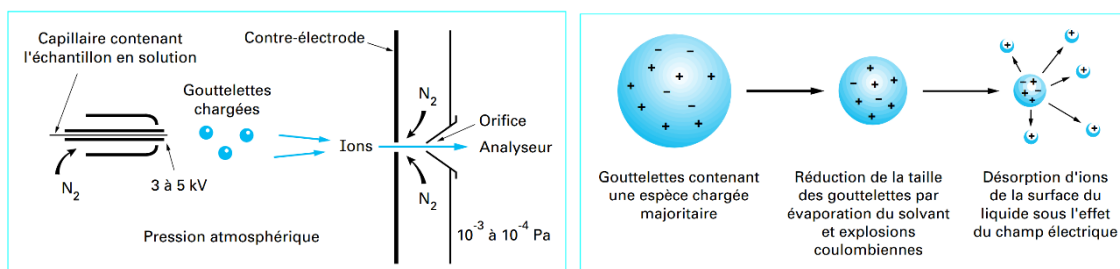 Capillaire contenant
l'échantillon en solution
Contre-électrode
Gouttelettes
chargées
N2
Orifice
Ions
Analyseur
N2
3 à 5 kV
N2
Pression atmosphérique
10-3 à 10-4 Pa
Gouttelettes contenant
une espèce chargée
majoritaire
Réduction de la taille
des gouttelettes par
évaporation du solvant
et explosions
coulombiennes
Désorption d'ions
de la surface du
liquide sous l'effet
du champ électrique